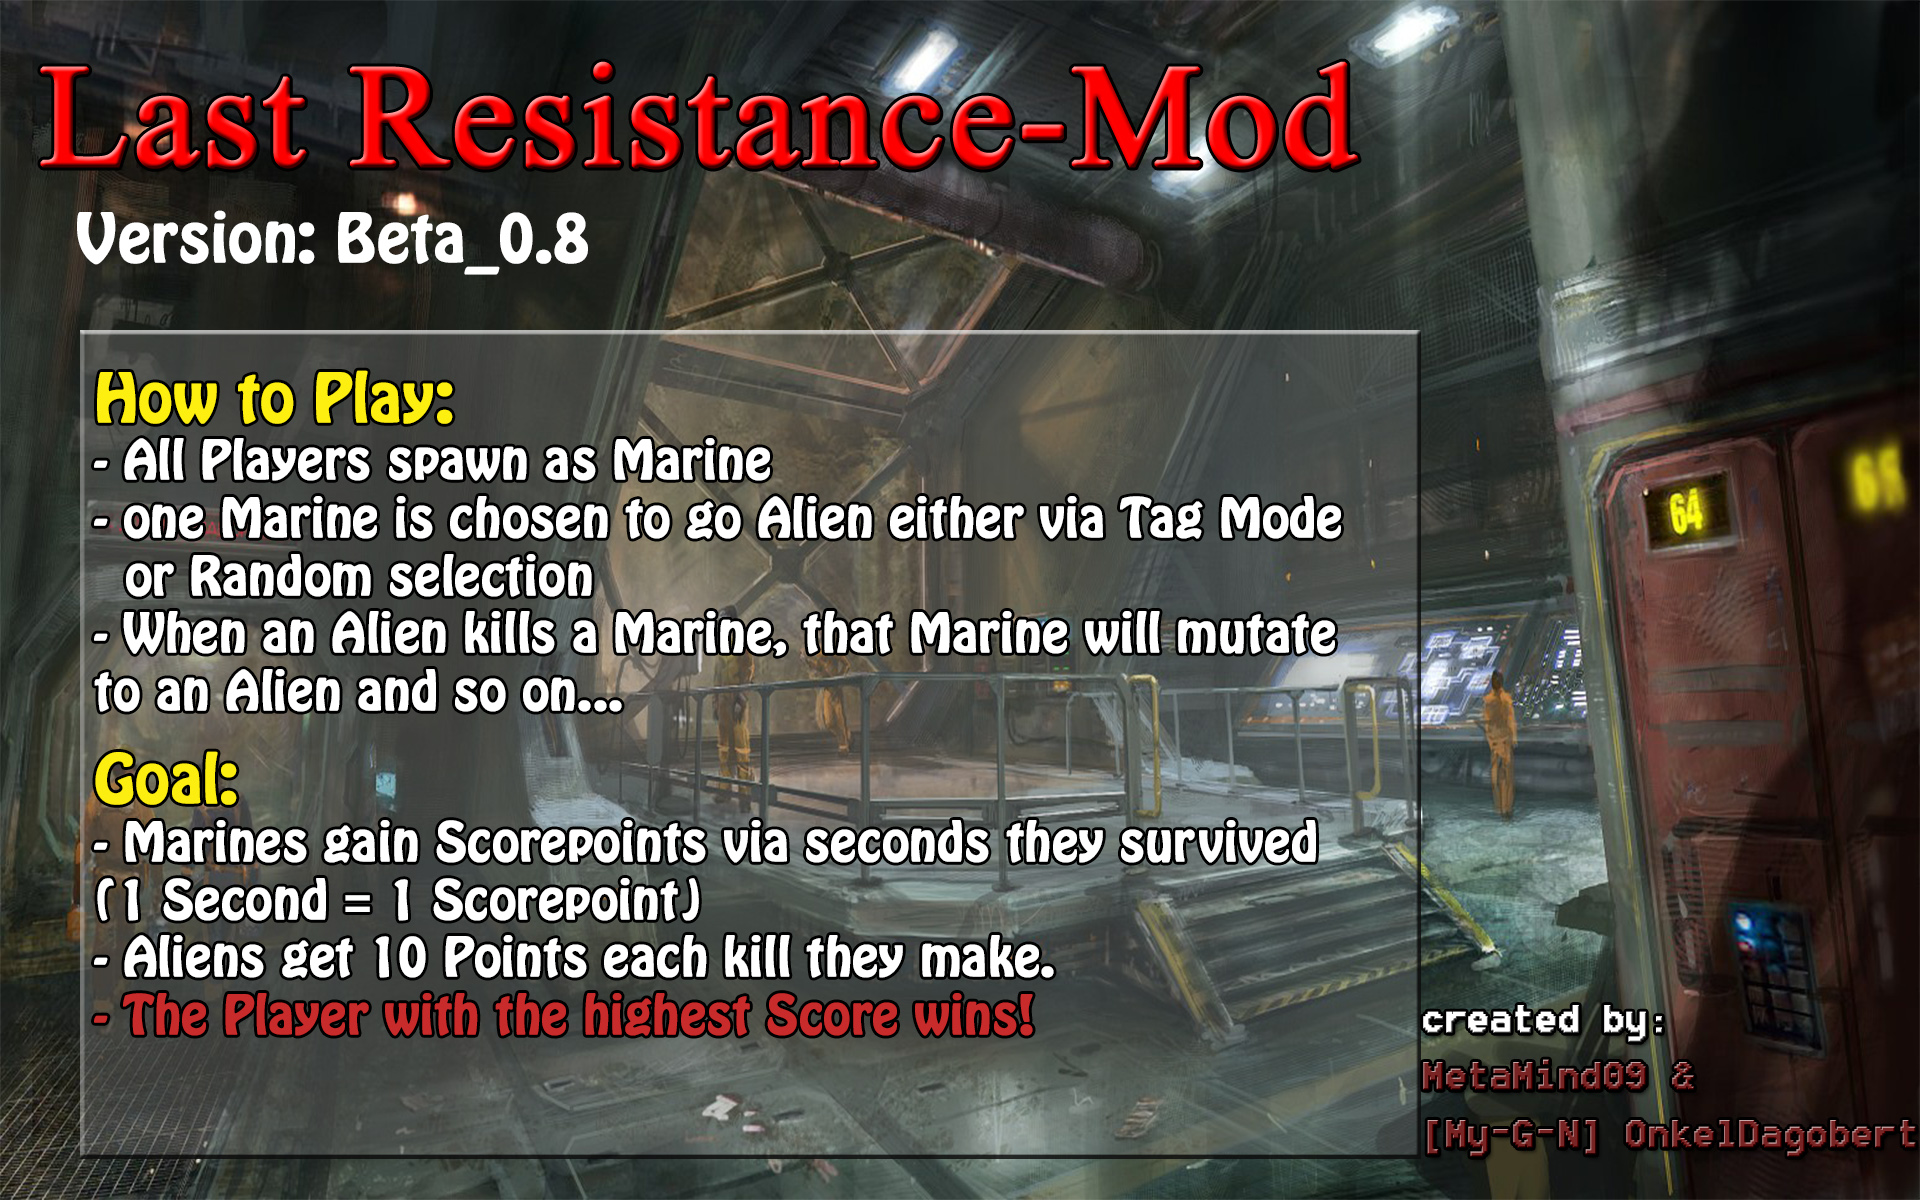 Last Resistance-Mod
Version: Beta_0.8
How to Play:
- All Players spawn as Marine
- one Marine is chosen to go Alien either via Tag Mode
or Random selection
- When an Alien kills a Marine, that Marine will mutate
to an Alien and so on...
Goal:
- Marines gain Scorepoints via seconds they survived
(1 Second = 1 Scorepoint)
- Aliens get 10 Points each kill they make.
- The Player with the highest Score wins!
64
created by:
MetaMind09 &
[My-G-N] OnkelDagobert